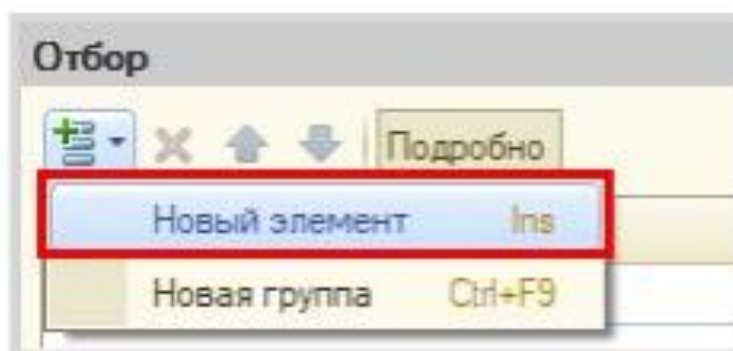 Отбор
Подробно
Новый элемент Ins
Новая группа Ctrl+F9